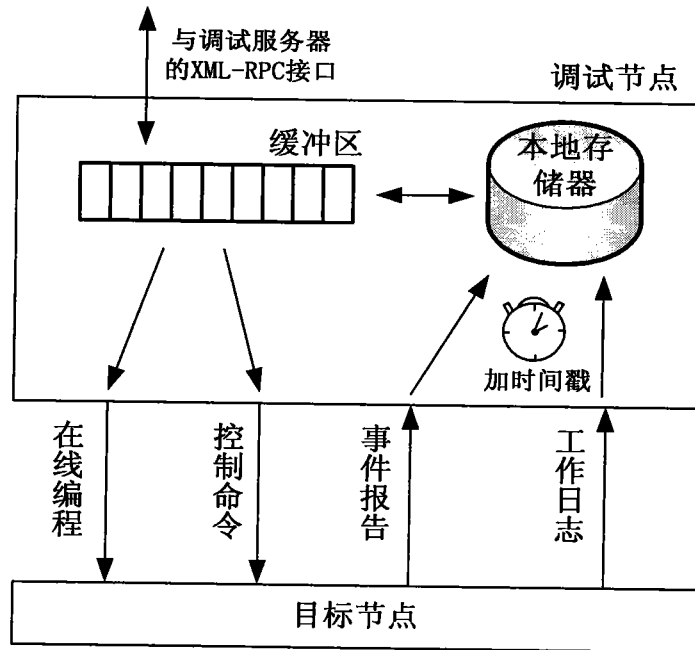 与调试服务器
的XML-RPC接口
调试节点
缓冲区
本地存
储器
加时间戳
在线编程
控制命令
事件报告
工作日志
目标节点